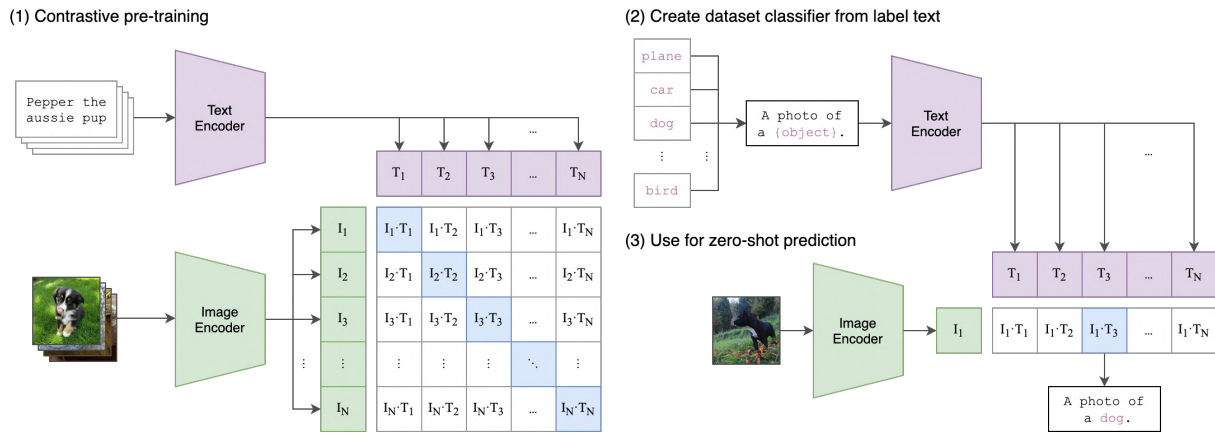 (1) Contrastive pre-training
Pepper the
aussie pup
Text
Encoder
...
T1 T2 T3 ... TN
Image
Encoder
I1
I2
I3
⋮ ⋮
IN
I1·T1 I1·T2 I1·T3 ... I1·TN
I2·T1 I2·T2 I2·T3 ... I2·TN
I3·T1 I3·T2 I3·T3 ... I3·TN
⋮ ⋮ ⋮ ⋱ ⋮
IN·T1 IN·T2 IN·T3 ... IN·TN
(2) Create dataset classifier from label text
plane
car
dog
⋮ ⋮
bird
A photo of
a {object}.
Text
Encoder
...
(3) Use for zero-shot prediction
T1 T2 T3 ... TN
Image
Encoder
I1
I1·T1 I1·T2 I1·T3 ... I1·TN
A photo of
a dog.